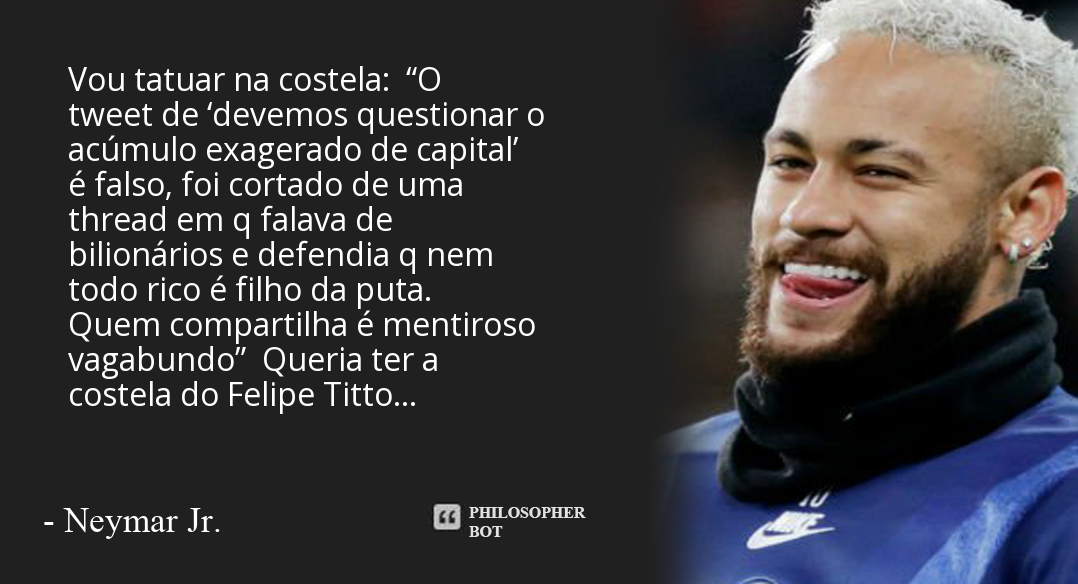 Vou tatuar na costela:  “O
tweet de ‘devemos questionar o
acúmulo exagerado de capital’
é falso, foi cortado de uma
thread em q falava de
bilionários e defendia q nem
todo rico é filho da puta.
Quem compartilha é mentiroso
vagabundo”  Queria ter a
costela do Felipe Titto...
- Neymar Jr.
PHILOSOPHER
BOT
10
NIKE